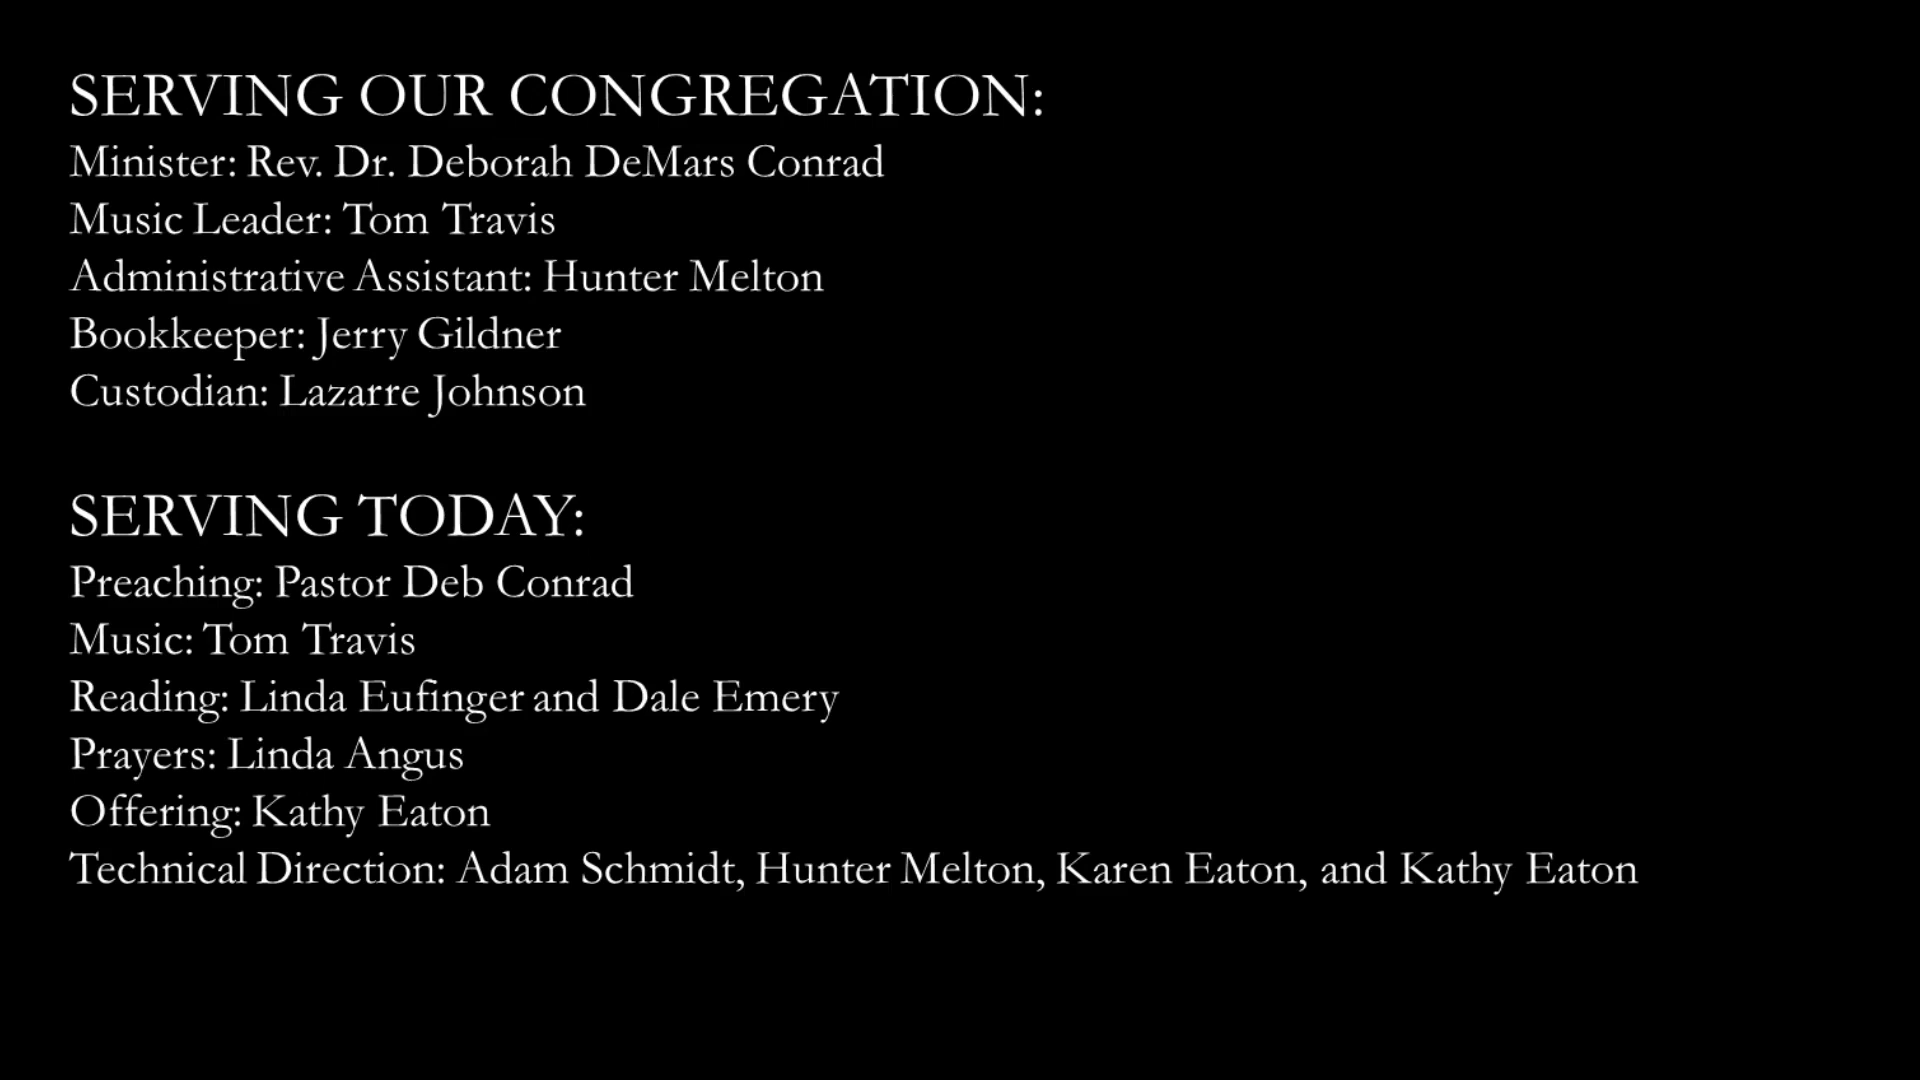 SERVING OUR CONGREGATION:
Minister: Rev. Dr. Deborah DeMars Conrad
Music Leader: Tom Travis
Administrative Assistant: Hunter Melton
Bookkeeper: Jerry Gildner
Custodian: Lazarre Johnson
SERVING TODAY:
Preaching: Pastor Deb Conrad
Music: Tom Travis
Reading: Linda Eufinger and Dale Emery
Prayers: Linda Angus
Offering: Kathy Eaton
Technical Direction: Adam Schmidt, Hunter Melton, Karen Eaton, and Kathy Eaton